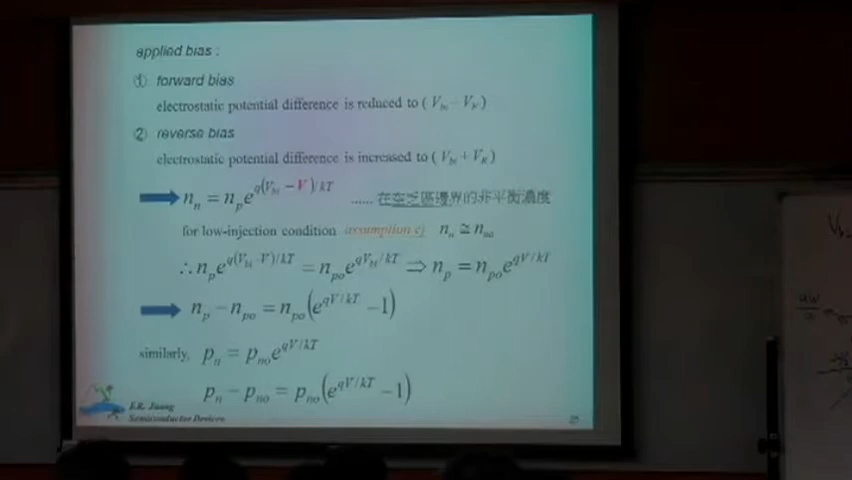 applied bias :
① forward bias
electrostatic potential difference is reduced to ( V_bi − V_F )
② reverse bias
electrostatic potential difference is increased to ( V_bi + V_R )
n_n = n_p e^{q(V_bi − V)/kT} ...... 在空乏區邊界的非平衡濃度
for low-injection condition assumption c) n_n ≅ n_no
∴ n_p e^{q(V_bi − V)/kT} = n_po e^{qV_bi/kT} ⇒ n_p = n_po e^{qV/kT}
n_p − n_po = n_po (e^{qV/kT} − 1)
similarly, p_n = p_no e^{qV/kT}
p_n − p_no = p_no (e^{qV/kT} − 1)
F.R. Juang
Semiconductor Devices